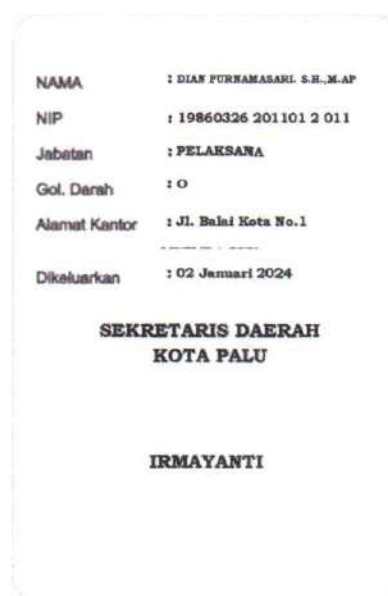 NAMA : DIAN PURNAMASARI. S.H.,M.AP
NIP : 19860326 201101 2 011
Jabatan : PELAKSANA
Gol. Darah : O
Alamat Kantor : Jl. Balai Kota No.1
Dikeluarkan : 02 Januari 2024
SEKRETARIS DAERAH
KOTA PALU
IRMAYANTI